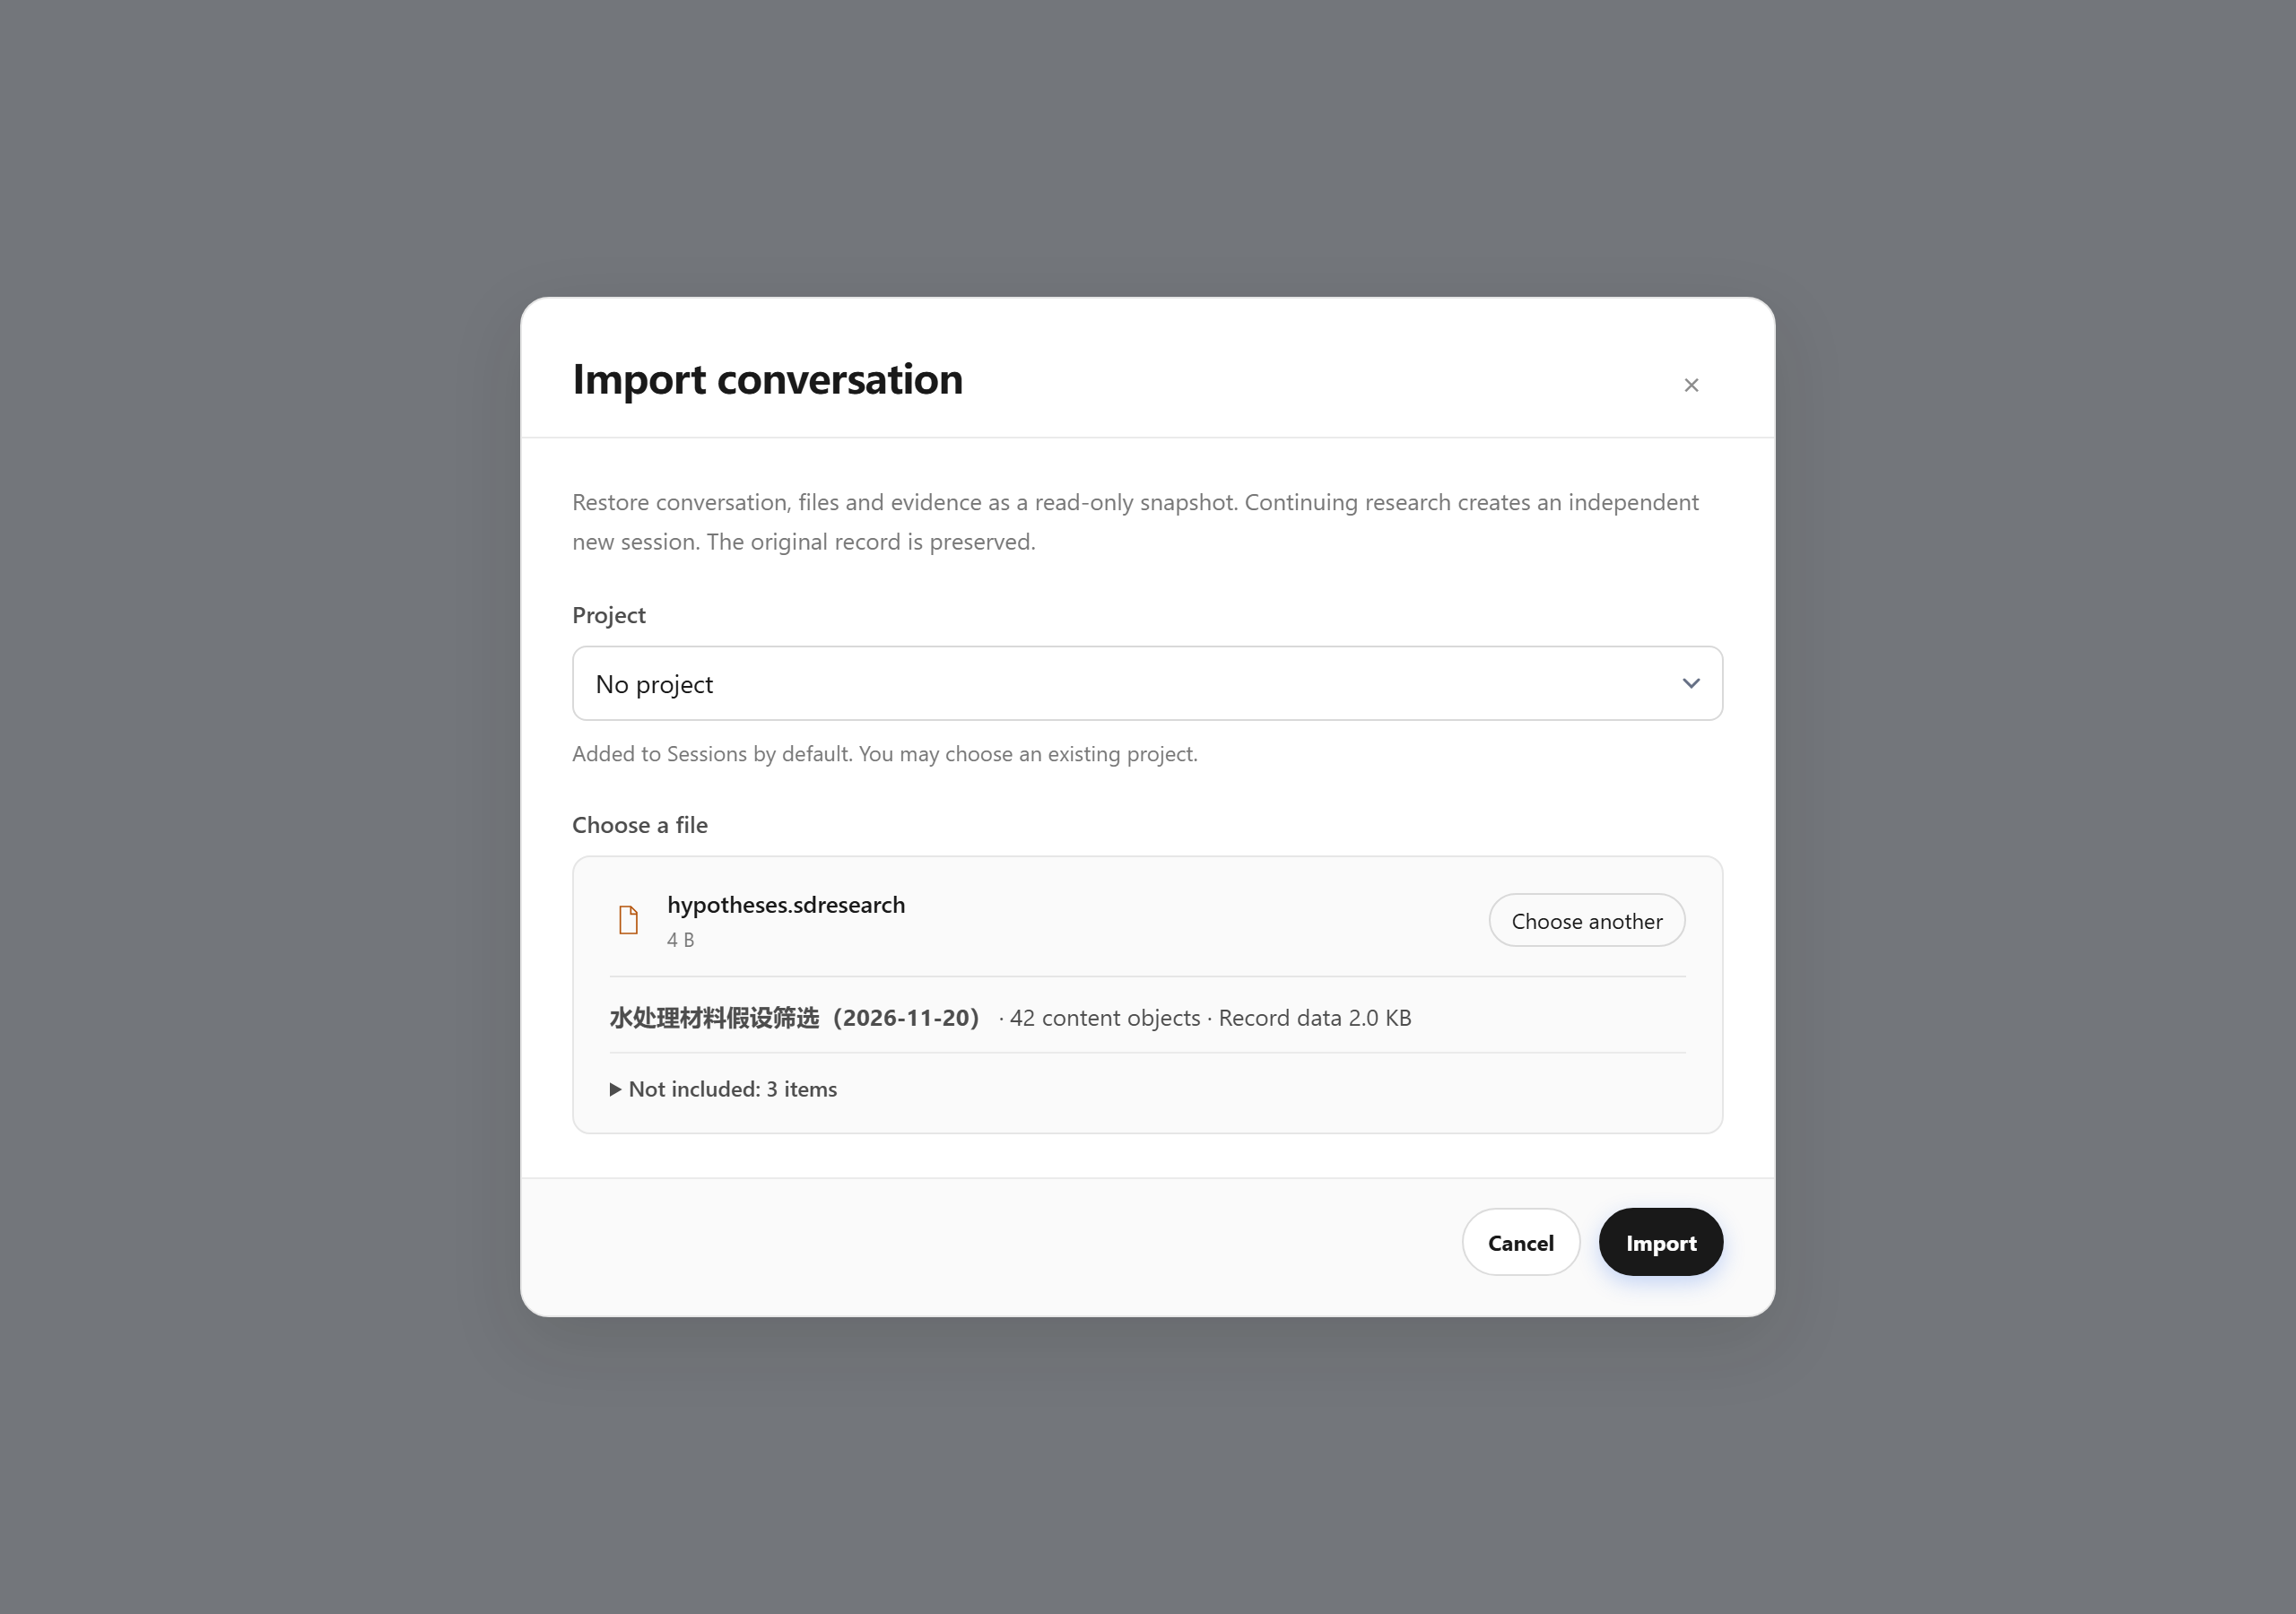 Import conversation
×
Restore conversation, files and evidence as a read-only snapshot. Continuing research creates an independent
new session. The original record is preserved.
Project
No project
Added to Sessions by default. You may choose an existing project.
Choose a file
hypotheses.sdresearch
4 B
Choose another
水处理材料假设筛选（2026-11-20） · 42 content objects · Record data 2.0 KB
▶ Not included: 3 items
Cancel
Import